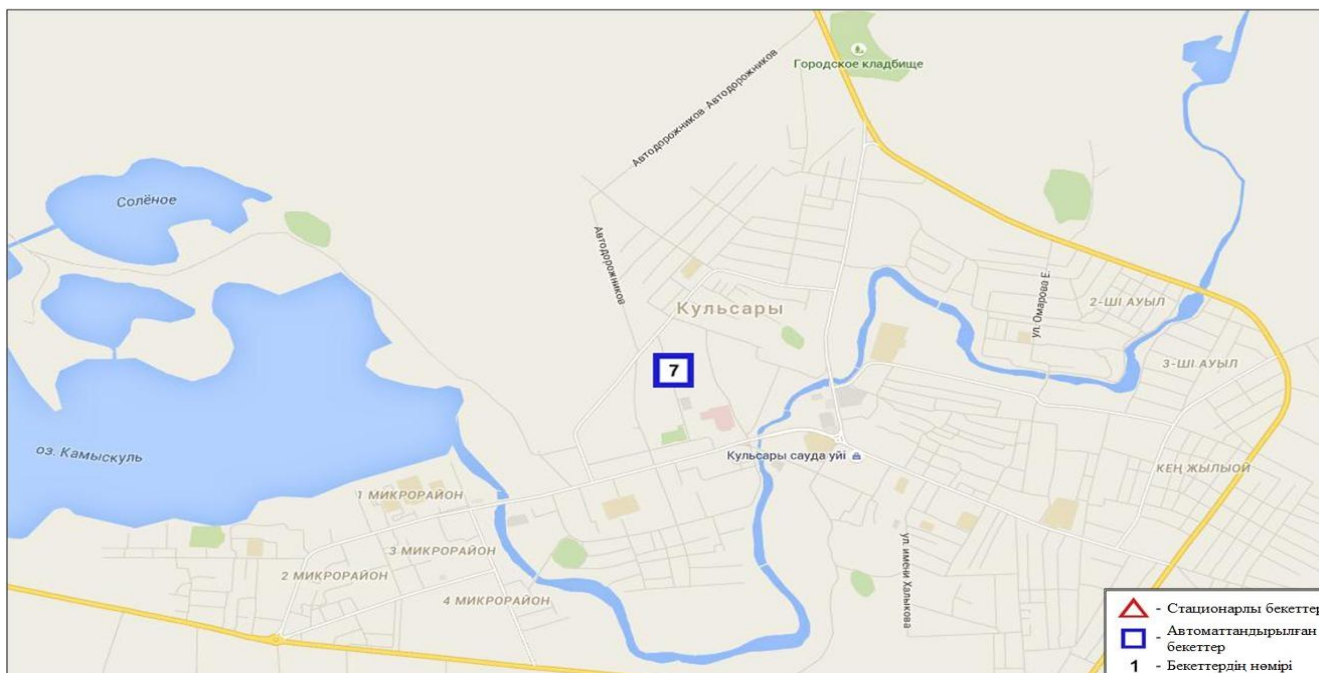 Городское кладбище
Автодорожников Автодорожников
Солёное
Автодорожников
ул. Омарова Е.
2-ШІ АУЫЛ
Кульсары
3-ШІ АУЫЛ
7
оз. Камыскуль
Кульсары сауда уйі
КЕҢ ЖЫЛЫОЙ
1 МИКРОРАЙОН
3 МИКРОРАЙОН
2 МИКРОРАЙОН
4 МИКРОРАЙОН
ул. имени Халыкова
- Стационарлы бекеттер
- Автоматтандырылған
бекеттер
1 - Бекеттердің нөмірі